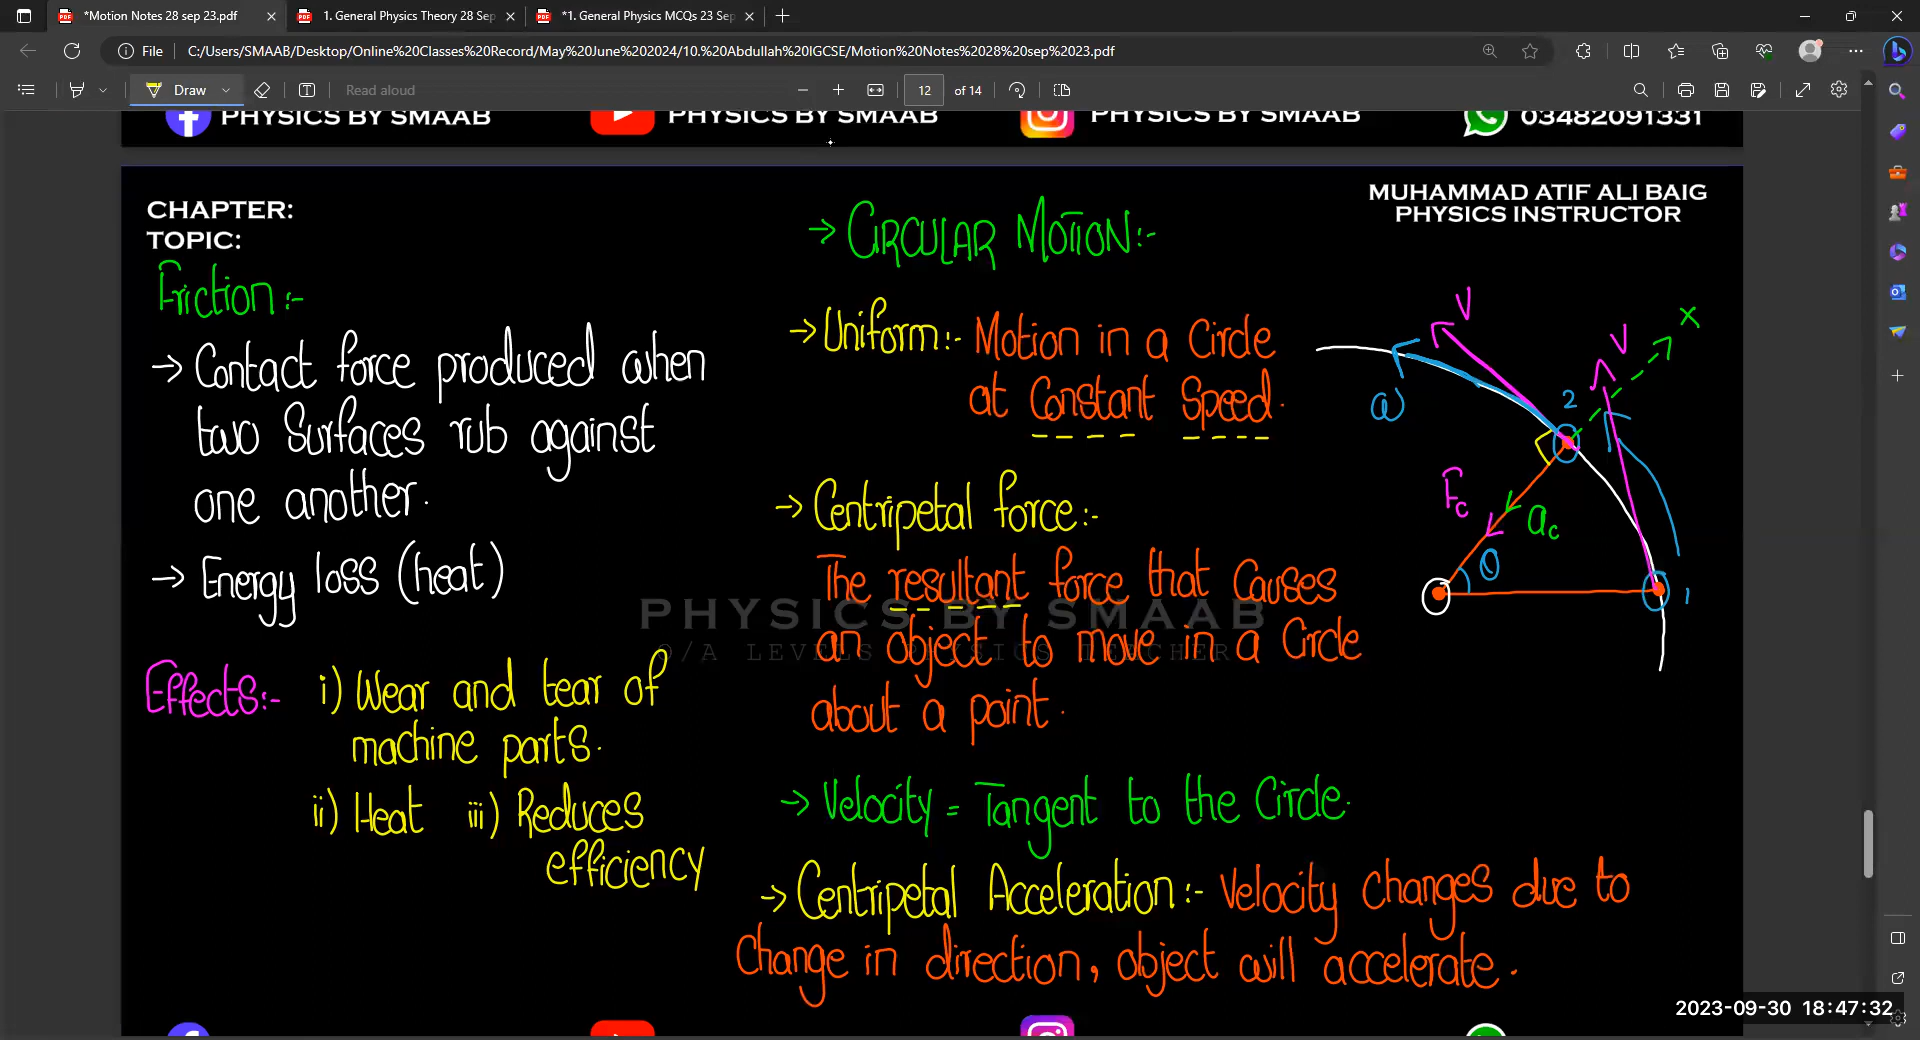 *Motion Notes 28 sep 23.pdf
1. General Physics Theory 28 Sep
*1. General Physics MCQs 23 Sep
File
C:/Users/SMAAB/Desktop/Online%20Classes%20Record/May%20June%202024/10.%20Abdullah%20IGCSE/Motion%20Notes%2028%20sep%2023.pdf
Draw
Read aloud
12 of 14
PHYSICS BY SMAAB
PHYSICS BY SMAAB
PHYSICS BY SMAAB
03482091331
CHAPTER:
TOPIC:
MUHAMMAD ATIF ALI BAIG
PHYSICS INSTRUCTOR
Friction:-
→ Contact force produced when
two Surfaces rub against
one another.
→ Energy loss (heat)
Effects:- i) Wear and tear of
machine parts.
ii) Heat iii) Reduces
efficiency
→ CIRCULAR MOTION:-
→ Uniform:- Motion in a Circle
at Constant Speed.
→ Centripetal force:-
The resultant force that Causes
an object to move in a Circle
about a point.
→ Velocity = Tangent to the Circle.
→ Centripetal Acceleration:- Velocity Changes due to
Change in direction, object will accelerate.
V
V
x
2
ω
Fc
ac
θ
1
PHYSICS BY SMAAB
O/A LEVELS PHYSICS TEACHER
2023-09-30 18:47:32